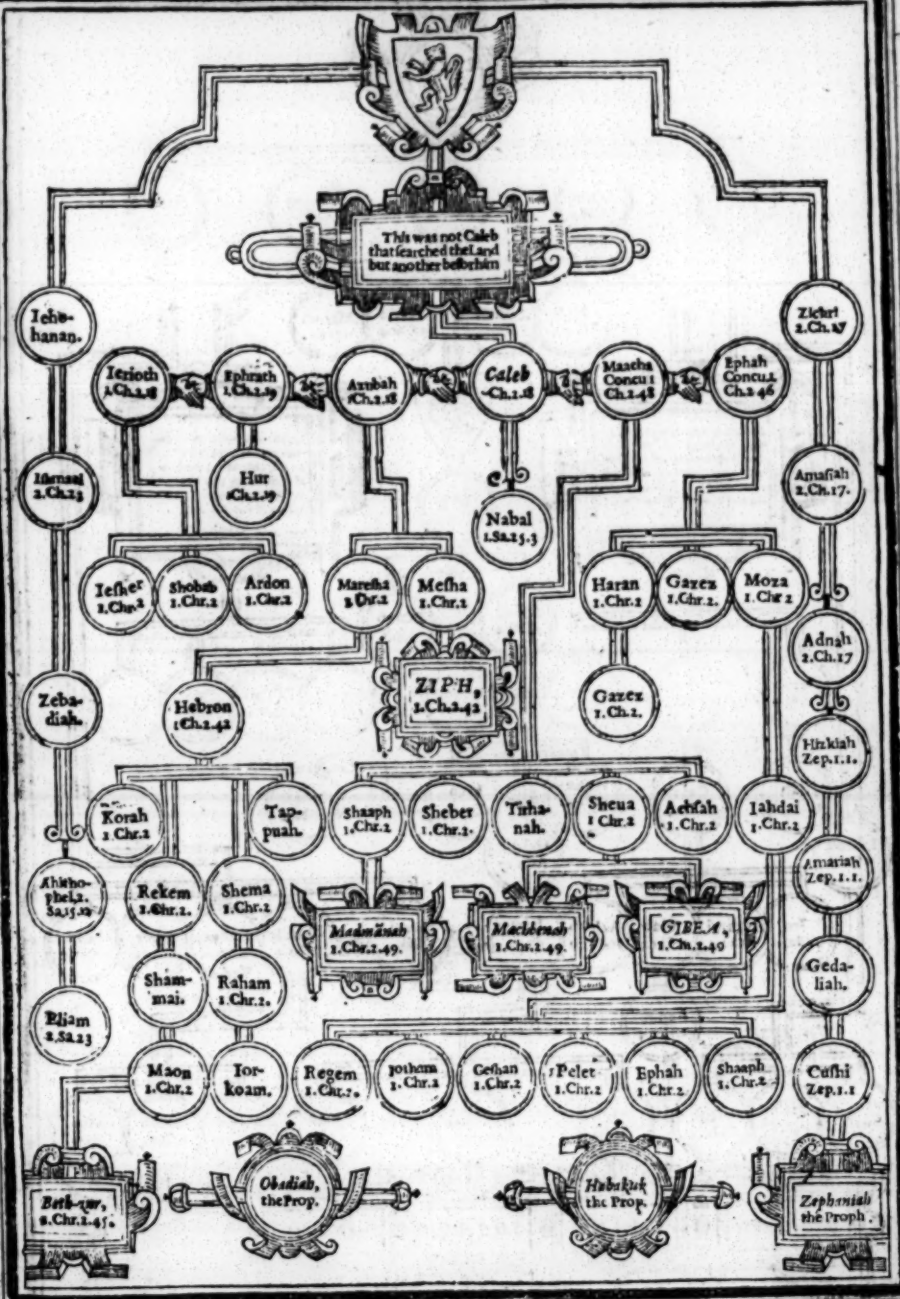 This was not Caleb
that searched the Land
but another before him
Ieho-
hanan.
Zichri
2.Ch.17
Ierioth
1.Ch.2.18
Ephrath
1.Ch.2.19
Azubah
1Ch.2.18
Caleb
Ch.2.18
Maacha
Concu 1
Ch.2.48
Ephah
Concu.1
Ch.2.46
Ishmael
2.Ch.23
Hur
1Ch.2.19
Nabal
1.Sa.25.3
Amasiah
2.Ch.17.
Iesher
1.Chr.2
Shobab
1.Chr.2
Ardon
1.Chr.2
Maresha
1 Chr.2
Mesha
1.Chr.2
Haran
1.Chr.2
Gazez
1.Chr.2.
Moza
1.Chr 2
Adnah
2.Ch.17
Zeba-
diah.
Hebron
1Ch.2.42
ZIPH,
1.Ch.2.42
Gazez
1.Ch.2.
Hizkiah
Zep.1.1.
Korah
1 Chr.2
Tap-
puah.
Shaaph
1.Chr.2
Sheber
1.Chr.2.
Tirha-
nah.
Sheua
1 Chr.2
Achsah
1.Chr.2
Iahdai
1.Chr.2
Ahitho-
phel,2.
Sa.15.12
Rekem
1.Chr.2.
Shema
1.Chr.2
Madmānah
1.Chr.2.49.
Machbenah
1.Chr.2.49.
GIBEA,
1.Ch.2.49
Amariah
Zep.1.1.
Sham-
mai.
Raham
1.Chr.2.
Geda-
liah.
Eliam
2.Sa.23
Maon
1.Chr.2
Ior-
koam.
Regem
1.Chr.2.
Iotham
1.Chr.2
Geshan
1.Chr.2
Pelet
1.Chr.2
Ephah
1.Chr.2
Shaaph
1.Chr.2
Cushi
Zep.1.1
Beth-zur,
1.Chr.2.45.
Obadiah,
the Prop.
Habakuk
the Prop.
Zephaniah
the Proph.